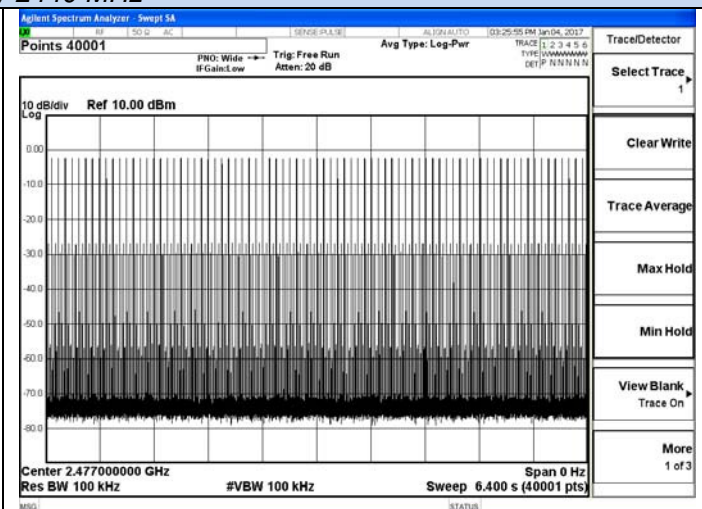 Agilent Spectrum Analyzer - Swept SA
RF 50 Ω AC SENSE:PULSE ALIGN AUTO 03:25:55 PM Jan 04, 2017
Points 40001
PNO: Wide
IFGain:Low
Trig: Free Run
Atten: 20 dB
Avg Type: Log-Pwr
TRACE 1 2 3 4 5 6
TYPE
DET P N N N N N
10 dB/div Ref 10.00 dBm
Log
0.00
-10.0
-20.0
-30.0
-40.0
-50.0
-60.0
-70.0
-80.0
Center 2.477000000 GHz Span 0 Hz
Res BW 100 kHz #VBW 100 kHz Sweep 6.400 s (40001 pts)
MSG STATUS
Trace/Detector
Select Trace
1
Clear Write
Trace Average
Max Hold
Min Hold
View Blank
Trace On
More
1 of 3